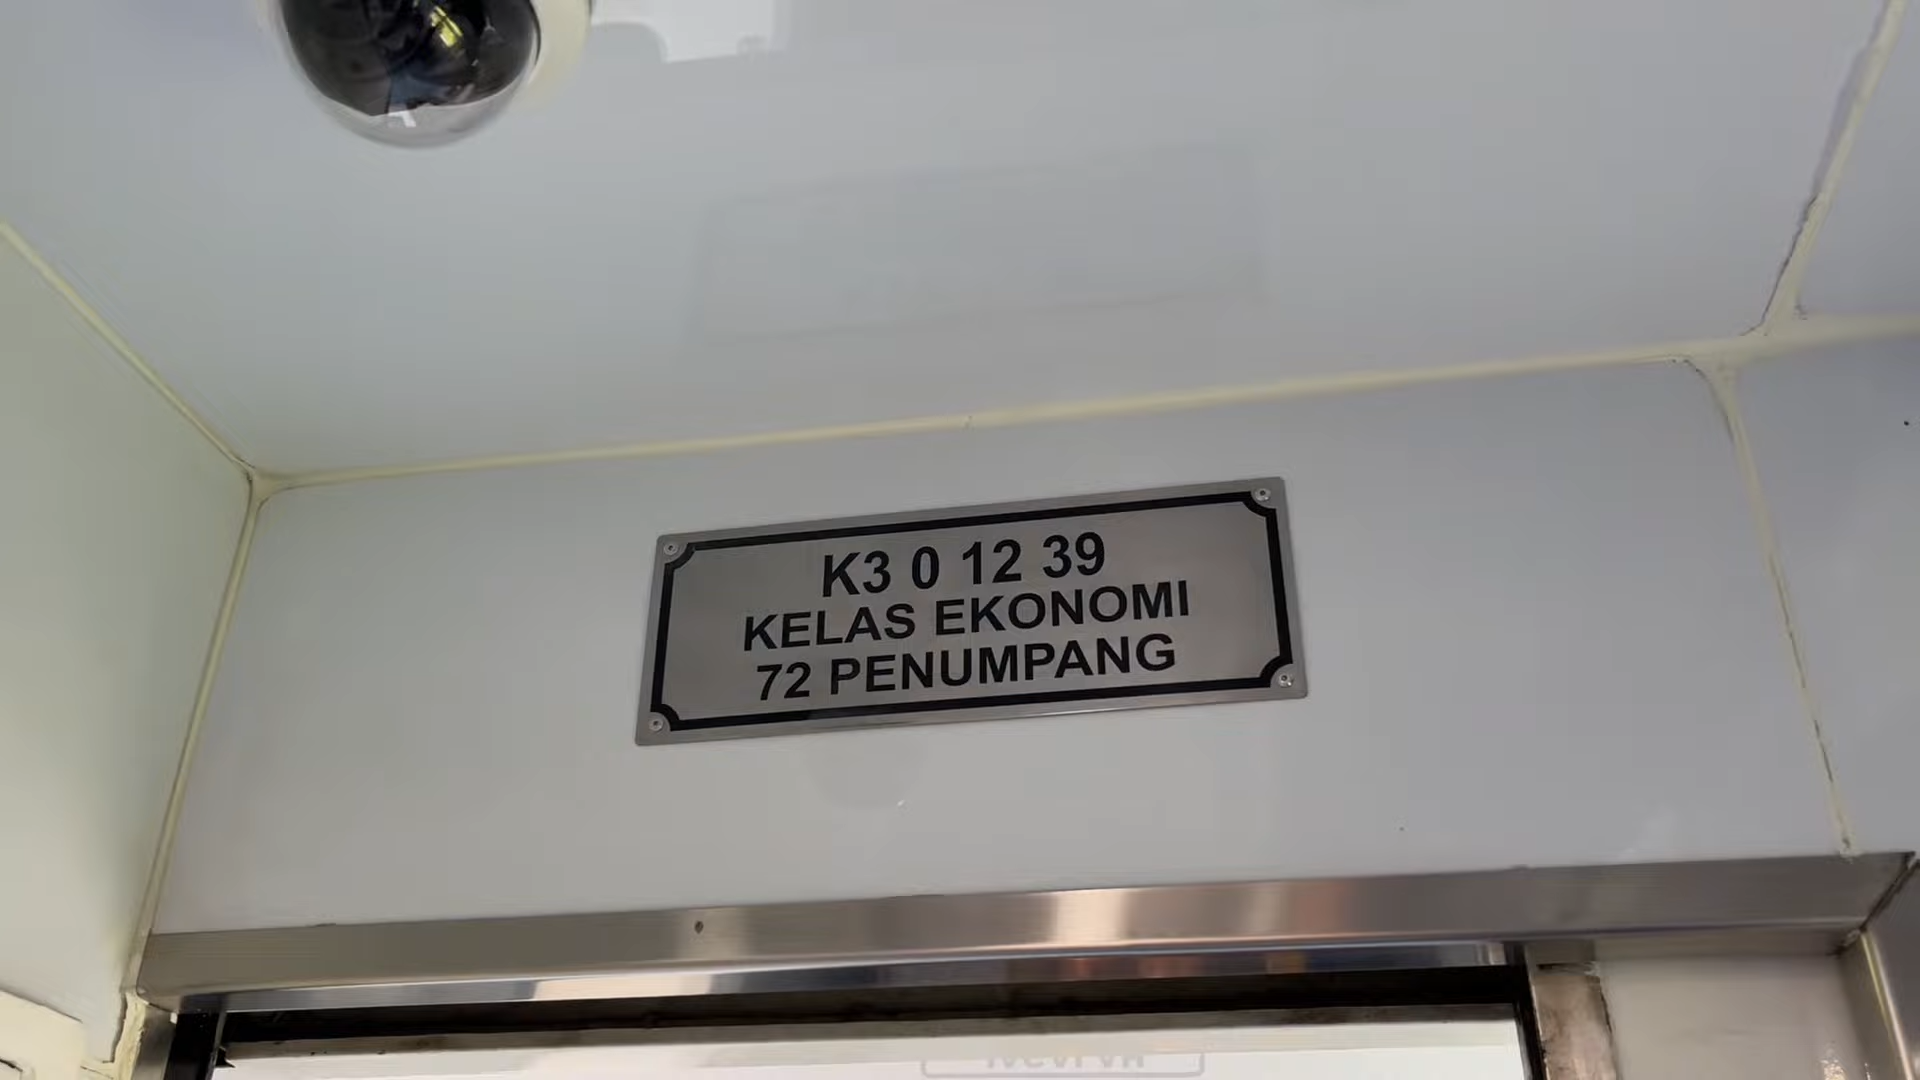 K3 0 12 39
KELAS EKONOMI
72 PENUMPANG